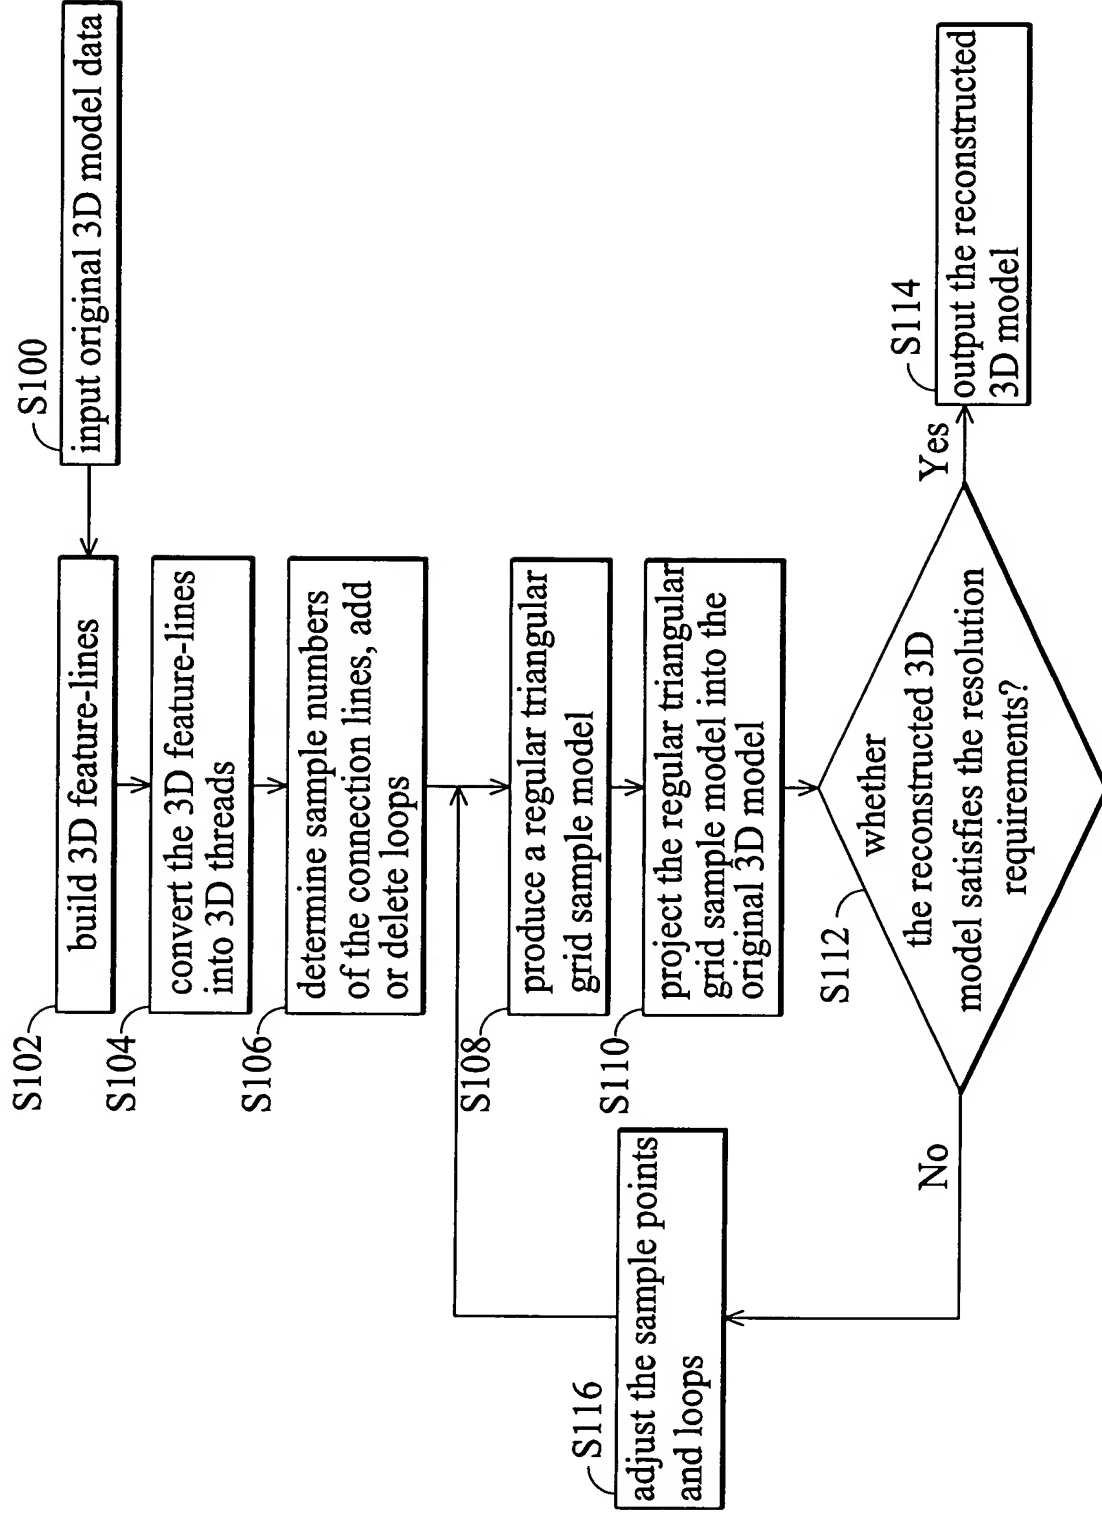 S100
input original 3D model data
S102
build 3D feature-lines
S104
convert the 3D feature-lines
into 3D threads
S106
determine sample numbers
of the connection lines, add
or delete loops
S108
produce a regular triangular
grid sample model
S110
project the regular triangular
grid sample model into the
original 3D model
S112
whether
the reconstructed 3D
model satisfies the resolution
requirements?
Yes
S114
output the reconstructed
3D model
No
S116
adjust the sample points
and loops